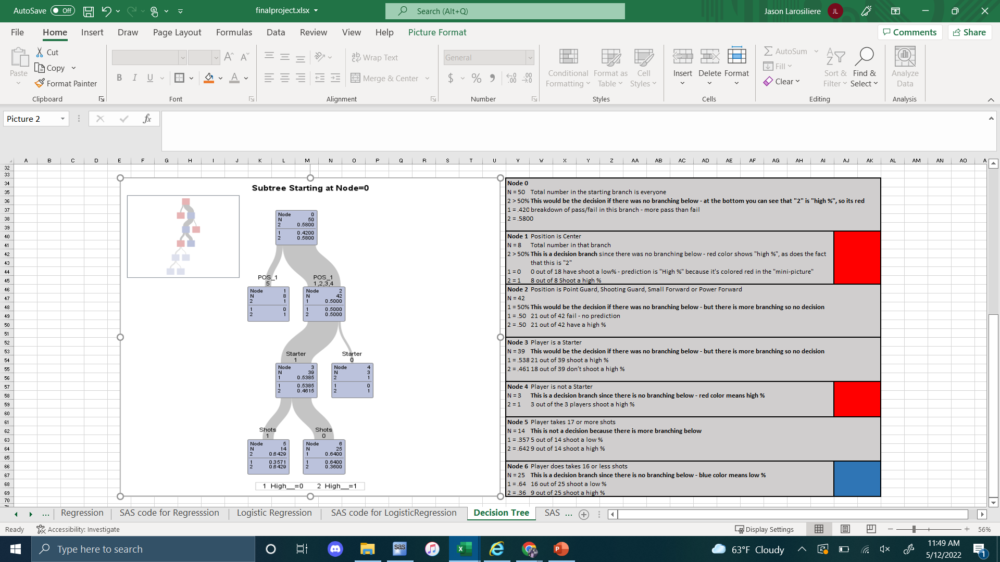 AutoSave Off finalproject.xlsx Search (Alt+Q) Jason Larosiliere JL
File Home Insert Draw Page Layout Formulas Data Review View Help Picture Format Comments Share
Paste Cut Copy Format Painter
Clipboard
B I U
Font
Wrap Text
Merge & Center
Alignment
General
$ % 9
Number
Conditional Formatting Format as Table Cell Styles
Styles
Insert Delete Format
Cells
AutoSum Fill Clear Sort & Filter Find & Select
Editing
Analyze Data
Analysis
Picture 2 fx
A B C D E F G H I J K L M N O P Q R S T U V W X Y Z AA AB AC AD AE AF AG AH AI AJ AK AL AM AN AO A
32
33
34
35
36
37
38
39
40
41
42
43
44
45
46
47
48
49
50
51
52
53
54
55
56
57
58
59
60
61
62
63
64
65
66
67
68
69
70
Subtree Starting at Node=0
Node 0
N 50
2 0.5800
1 0.4200
2 0.5800
POS_1
5
POS_1
1,2,3,4
Node 1
N 8
2 1
1 0
2 1
Node 2
N 42
1 0.5000
1 0.5000
2 0.5000
Starter
1
Starter
0
Node 3
N 39
1 0.5385
1 0.5385
2 0.4615
Node 4
N 3
2 1
1 0
2 1
Shots
1
Shots
0
Node 5
N 14
2 0.6429
1 0.3571
2 0.6429
Node 6
N 25
1 0.6400
1 0.6400
2 0.3600
1 High__=0 2 High__=1
Node 0
N = 50 Total number in the starting branch is everyone
2 > 50% This would be the decision if there was no branching below - at the bottom you can see that "2" is "high %", so its red
1 = .420 breakdown of pass/fail in this branch - more pass than fail
2 = .5800
Node 1 Position is Center
N = 8 Total number in that branch
2 > 50% This is a decision branch since there was no branching below - red color shows "high %", as does the fact
that this is "2"
1 = 0 0 out of 18 have shoot a low% - prediction is "High %" because it's colored red in the "mini-picture"
2 = 1 8 out of 8 Shoot a high %
Node 2 Position is Point Guard, Shooting Guard, Small Forward or Power Forward
N = 42
1 = 50% This would be the decision if there was no branching below - but there is more branching so no decision
1 = .50 21 out of 42 fail - no prediction
2 = .50 21 out of 42 have a high %
Node 3 Player is a Starter
N = 39 This would be the decision if there was no branching below - but there is more branching so no decision
1 = .538 21 out of 39 shoot a high %
2 = .461 18 out of 39 don't shoot a high %
Node 4 Player is not a Starter
N = 3 This is a decision branch since there is no branching below - red color means high %
2 = 1 3 out of the 3 players shoot a high %
Node 5 Player takes 17 or more shots
N = 14 This is not a decision because there is more branching below
1 = .357 5 out of 14 shoot a low %
2 = .642 9 out of 14 shoot a high %
Node 6 Player does takes 16 or less shots
N = 25 This is a decision branch since there is no branching below - blue color means low %
1 = .64 16 out of 25 shoot a low %
2 = .36 9 out of 25 shoot a high %
... Regression SAS code for Regresssion Logistic Regression SAS code for LogisticRegression Decision Tree SAS ...
Ready Accessibility: Investigate Display Settings 56%
Type here to search sas 63°F Cloudy 11:49 AM
5/12/2022 1